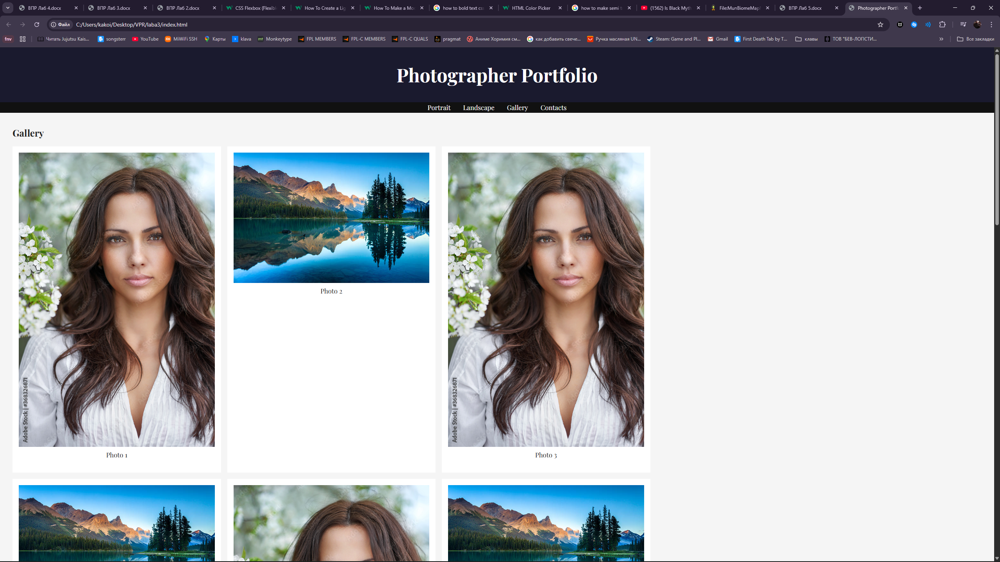 ВПР Лаб 4.docx
ВПР Лаб 3.docx
ВПР Лаб 2.docx
CSS Flexbox (Flexibl
How To Create a Lig
How To Make a Mod
how to bold text css
HTML Color Picker
how to make semi t
(1562) Is Black Myth
File:MunBiomeMap
ВПР Лаб 5.docx
Photographer Portfo
Файл
C:/Users/kakoi/Desktop/VPR/laba3/index.html
fnv
Читать Jujutsu Kais...
songsterr
YouTube
MiWiFi SSH
Карты
klava
Monkeytype
FPL MEMBERS
FPL-C MEMBERS
FPL-C QUALS
pragmat
Аниме Хоримия см...
как добавить свече...
Ручка масляная UN...
Steam: Game and Pl...
Gmail
First Death Tab by T...
клавы
ТОВ "БЕВ-ЛОГІСТИ...
Все закладки
Photographer Portfolio
Portrait
Landscape
Gallery
Contacts
Gallery
Adobe Stock | #368326871
Photo 1
Photo 2
Adobe Stock | #368326871
Photo 3